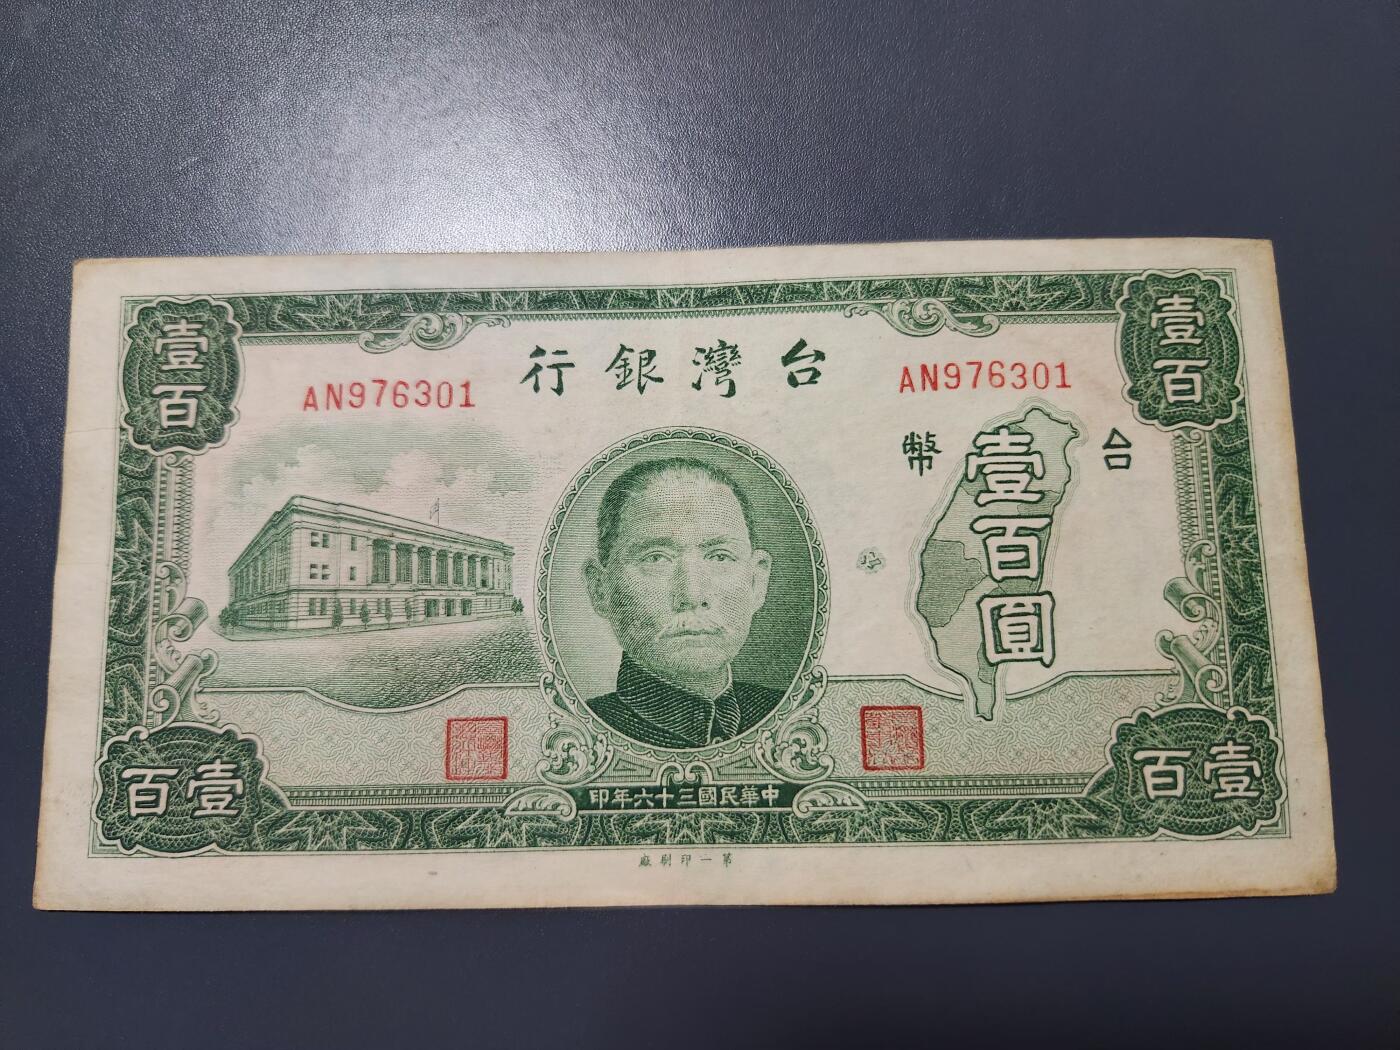 台灣銀行
AN976301
AN976301
台幣
壹百圓
壹百
壹百
壹百
壹百
中華民國三十六年印
第一印刷廠